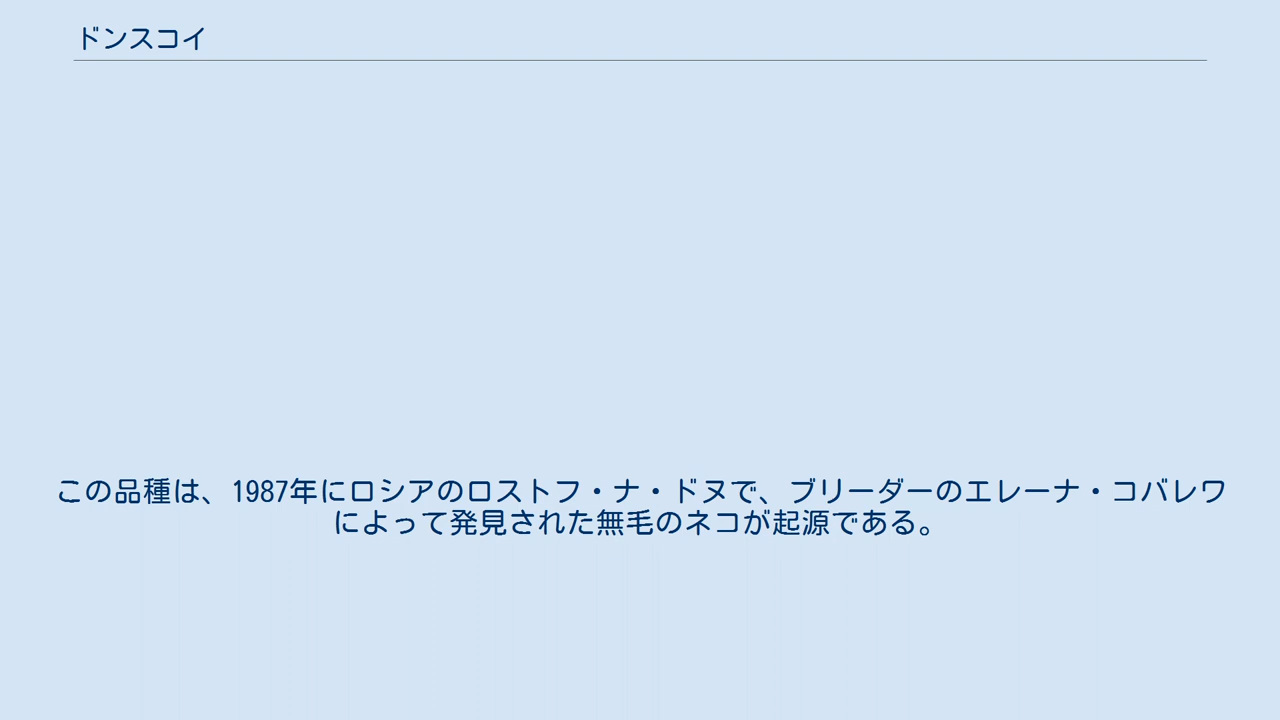 ドンスコイ
この品種は、1987年にロシアのロストフ・ナ・ドヌで、ブリーダーのエレーナ・コバレワ
によって発見された無毛のネコが起源である。